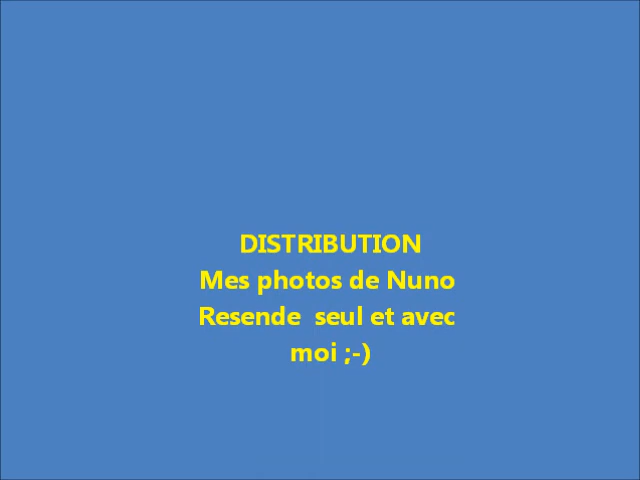 DISTRIBUTION
Mes photos de Nuno
Resende  seul et avec
moi ;-)